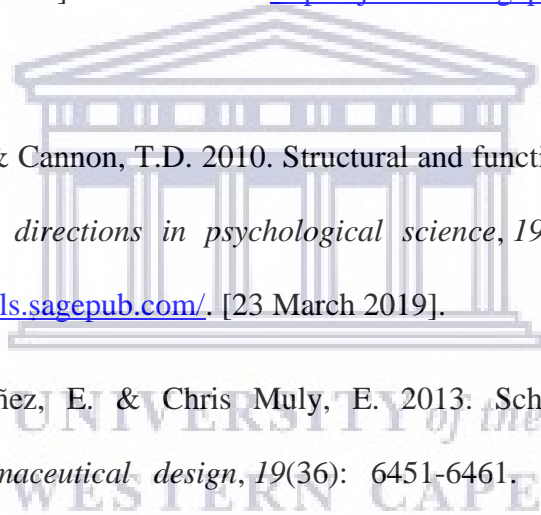 & Cannon, T.D. 2010. Structural and functi
directions in psychological science, 19
ls.sagepub.com/. [23 March 2019].
ñez, E. & Chris Muly, E. 2013. Sch
UNIVERSITY of the
maceutical design, 19(36): 6451-6461.
WESTERN CAPE